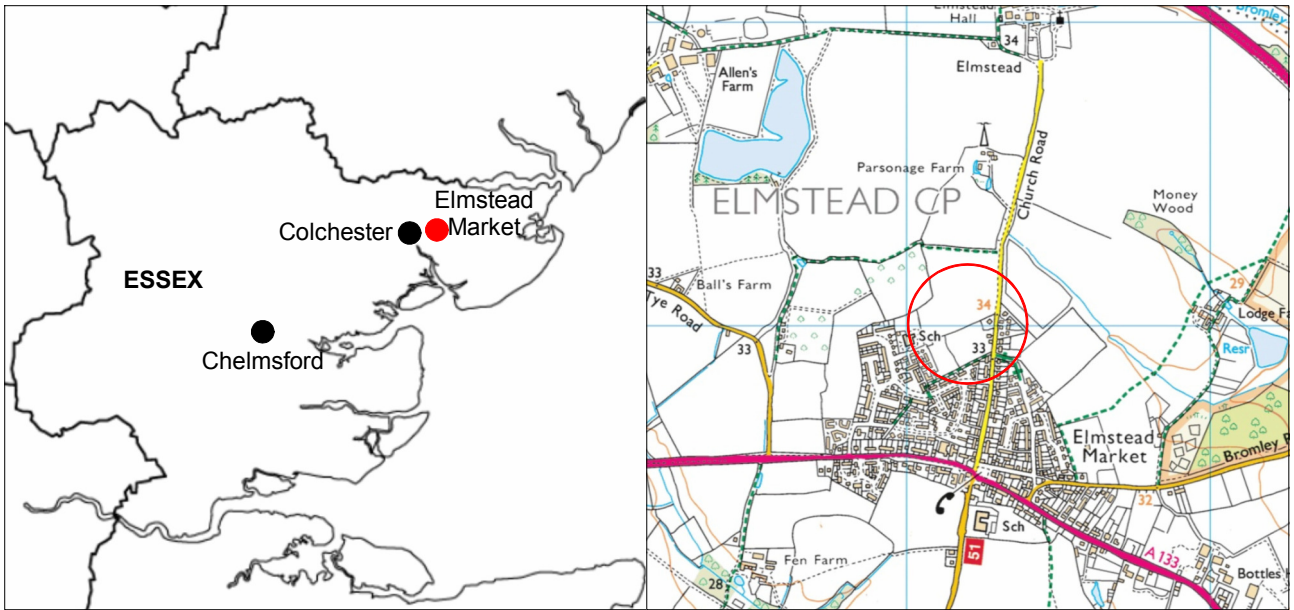 Elmstead
Market
Colchester
ESSEX
Chelmsford
Hall
34
Elmstead
Allen's
Farm
Parsonage Farm
Church Road
Bromley
Money
Wood
ELMSTEAD CP
33
Ball's Farm
Tye Road
33
34
Sch
33
29
Lodge Fa
Resr
Elmstead
Market
Bromley R
32
Sch
51
A 133
Fen Farm
28
Bottles H